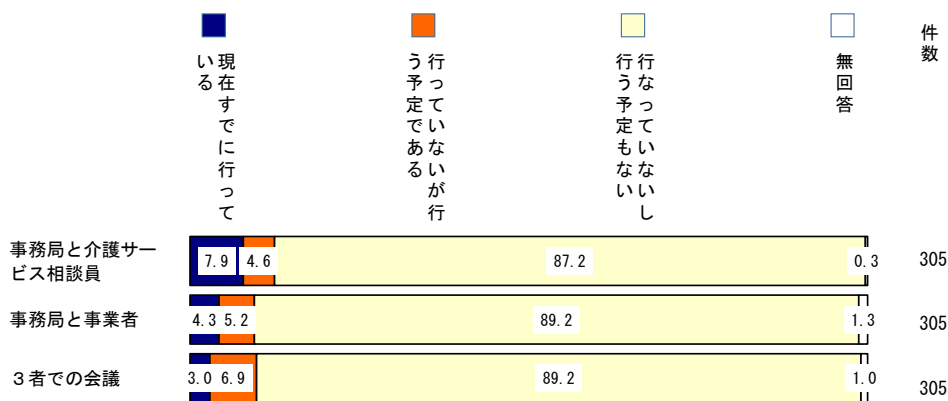 現在すでに行って
いる
行っていないが行
う予定である
行なっていないし
行う予定もない
無回答
件数
事務局と介護サー
ビス相談員
7.9 4.6 87.2 0.3 305
事務局と事業者 4.3 5.2 89.2 1.3 305
３者での会議 3.0 6.9 89.2 1.0 305